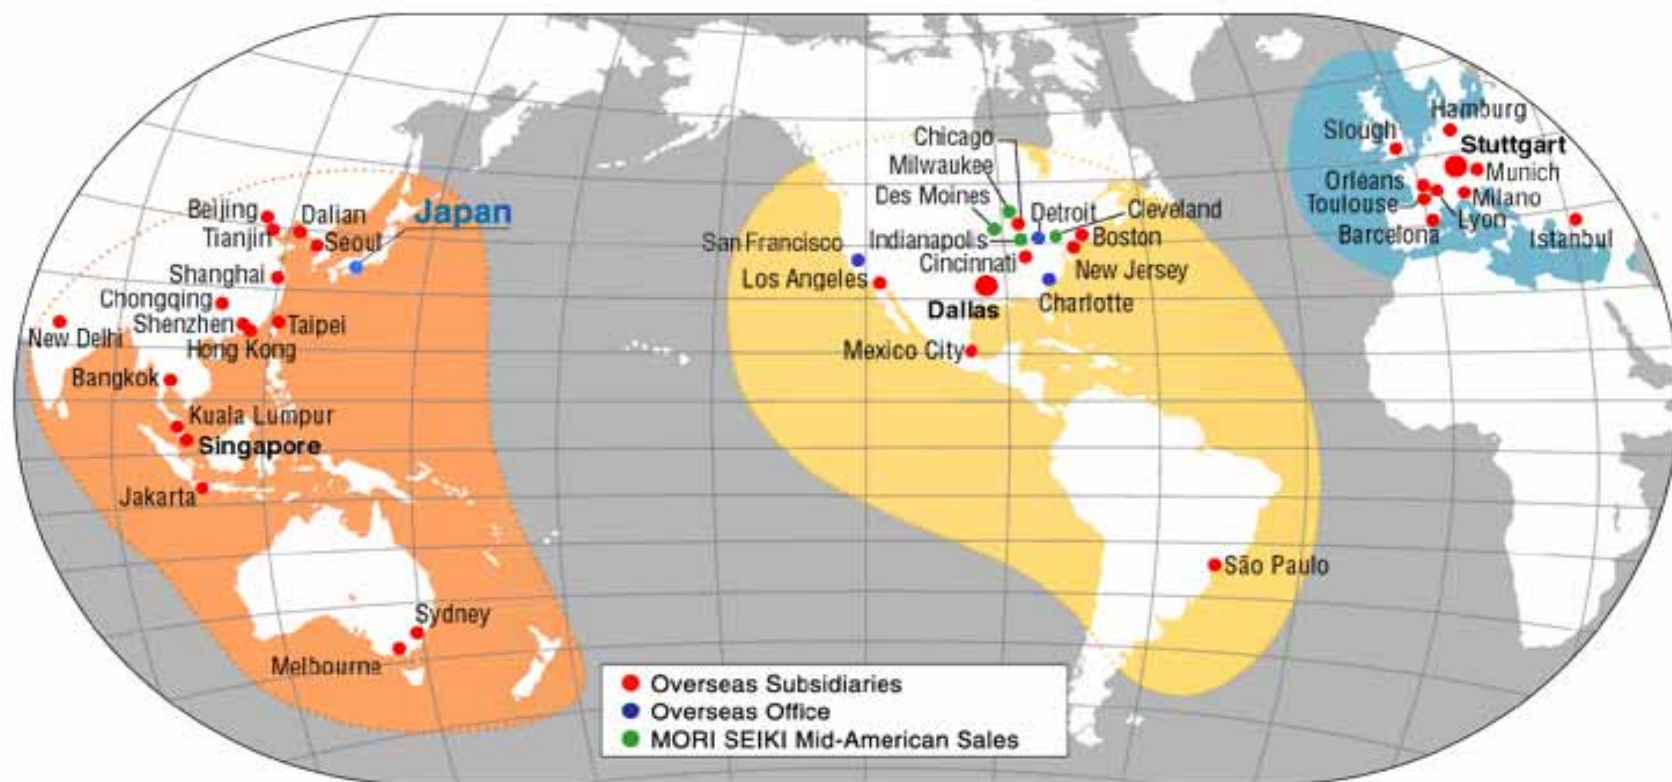 Chicago
Milwaukee
Des Moines
Hamburg
Slough
Stuttgart
Munich
Orleans
Toulouse
Milano
Lyon
Barcelona
Istanbul
Beijing
Dalian
Japan
Tianjin
Seoul
Shanghai
Chongqing
Shenzhen
Taipei
New Delhi
Hong Kong
Bangkok
Kuala Lumpur
Singapore
Jakarta
Sydney
Melbourne
Detroit
Cleveland
San Francisco
Indianapolis
Boston
Cincinnati
New Jersey
Los Angeles
Dallas
Charlotte
Mexico City
São Paulo
Overseas Subsidiaries
Overseas Office
MORI SEIKI Mid-American Sales